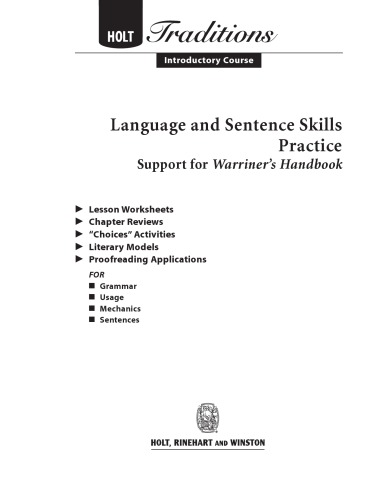 HOLT Traditions
Introductory Course
Language and Sentence Skills
Practice
Support for Warriner's Handbook
► Lesson Worksheets
► Chapter Reviews
► "Choices" Activities
► Literary Models
► Proofreading Applications
FOR
■ Grammar
■ Usage
■ Mechanics
■ Sentences
HOLT, RINEHART AND WINSTON